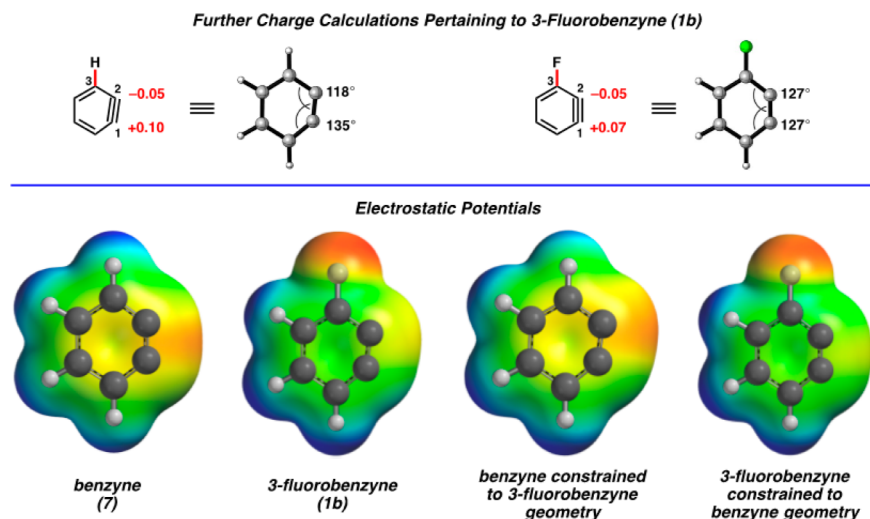 Further Charge Calculations Pertaining to 3-Fluorobenzyne (1b)
H
3
2
–0.05
1
+0.10
118°
135°
F
3
2
–0.05
1
+0.07
127°
127°
Electrostatic Potentials
benzyne
(7)
3-fluorobenzyne
(1b)
benzyne constrained
to 3-fluorobenzyne
geometry
3-fluorobenzyne
constrained to
benzyne geometry